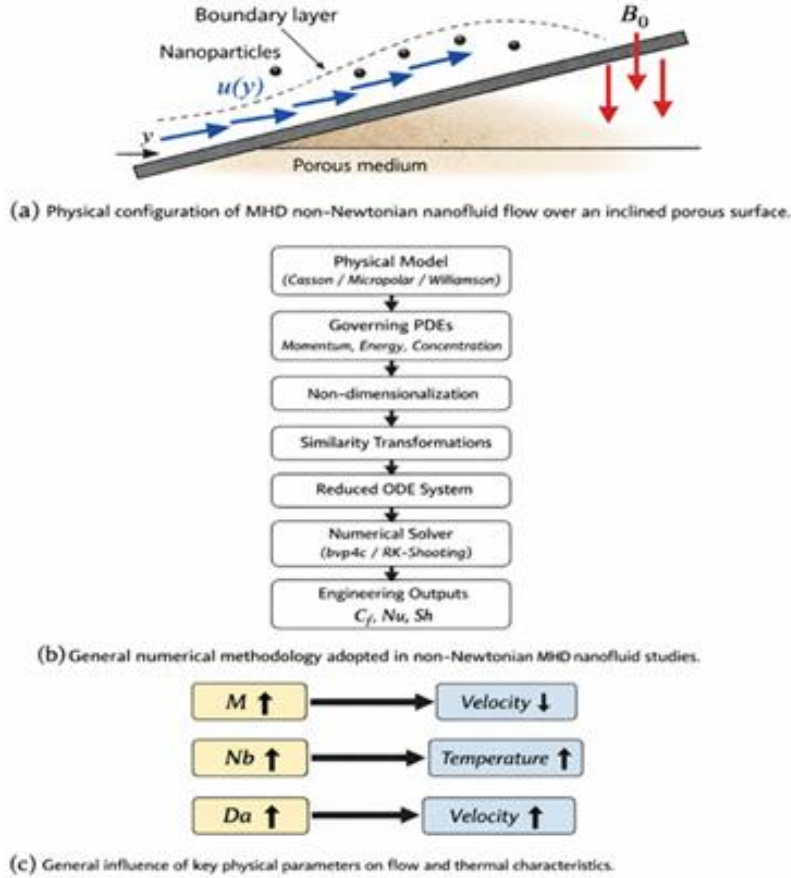 Boundary layer
B₀
Nanoparticles
u(y)
y
Porous medium
(a) Physical configuration of MHD non-Newtonian nanofluid flow over an inclined porous surface.
Physical Model
(Casson / Micropolar / Williamson)
Governing PDEs
Momentum, Energy, Concentration
Non-dimensionalization
Similarity Transformations
Reduced ODE System
Numerical Solver
(bvp4c / RK-Shooting)
Engineering Outputs
C_f, Nu, Sh
(b) General numerical methodology adopted in non-Newtonian MHD nanofluid studies.
M ↑ Velocity ↓
Nb ↑ Temperature ↑
Da ↑ Velocity ↑
(c) General influence of key physical parameters on flow and thermal characteristics.